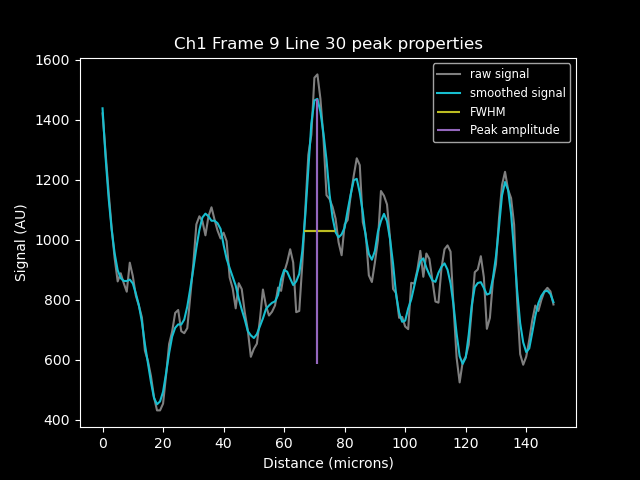 Ch1 Frame 9 Line 30 peak properties
raw signal
smoothed signal
FWHM
Peak amplitude
Signal (AU)
1600
1400
1200
1000
800
600
400
0 20 40 60 80 100 120 140
Distance (microns)